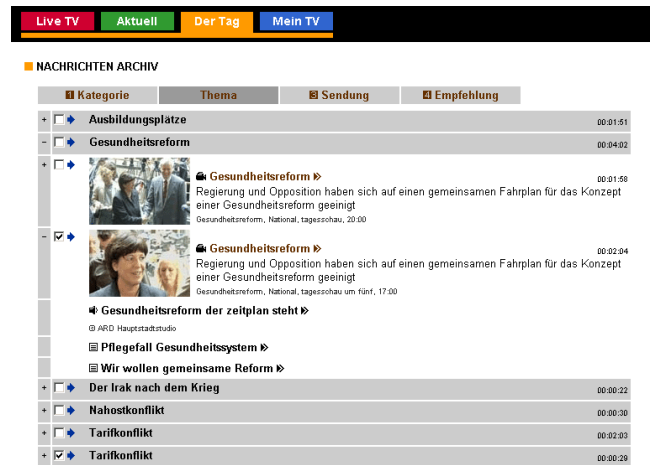 Live TV
Aktuell
Der Tag
Mein TV
NACHRICHTEN ARCHIV
1 Kategorie
Thema
3 Sendung
4 Empfehlung
+ Ausbildungsplätze 00:01:51
- Gesundheitsreform 00:04:02
+ Gesundheitsreform 00:01:58
Regierung und Opposition haben sich auf einen gemeinsamen Fahrplan für das Konzept
einer Gesundheitsreform geeinigt
Gesundheitsreform, National, tagesschau, 20:00
- Gesundheitsreform 00:02:04
Regierung und Opposition haben sich auf einen gemeinsamen Fahrplan für das Konzept
einer Gesundheitsreform geeinigt
Gesundheitsreform, National, tagesschau um fünf, 17:00
Gesundheitsreform der zeitplan steht
© ARD Hauptstadtstudio
Pflegefall Gesundheitssystem
Wir wollen gemeinsame Reform
+ Der Irak nach dem Krieg 00:00:22
+ Nahostkonflikt 00:00:30
+ Tarifkonflikt 00:02:03
+ Tarifkonflikt 00:00:29